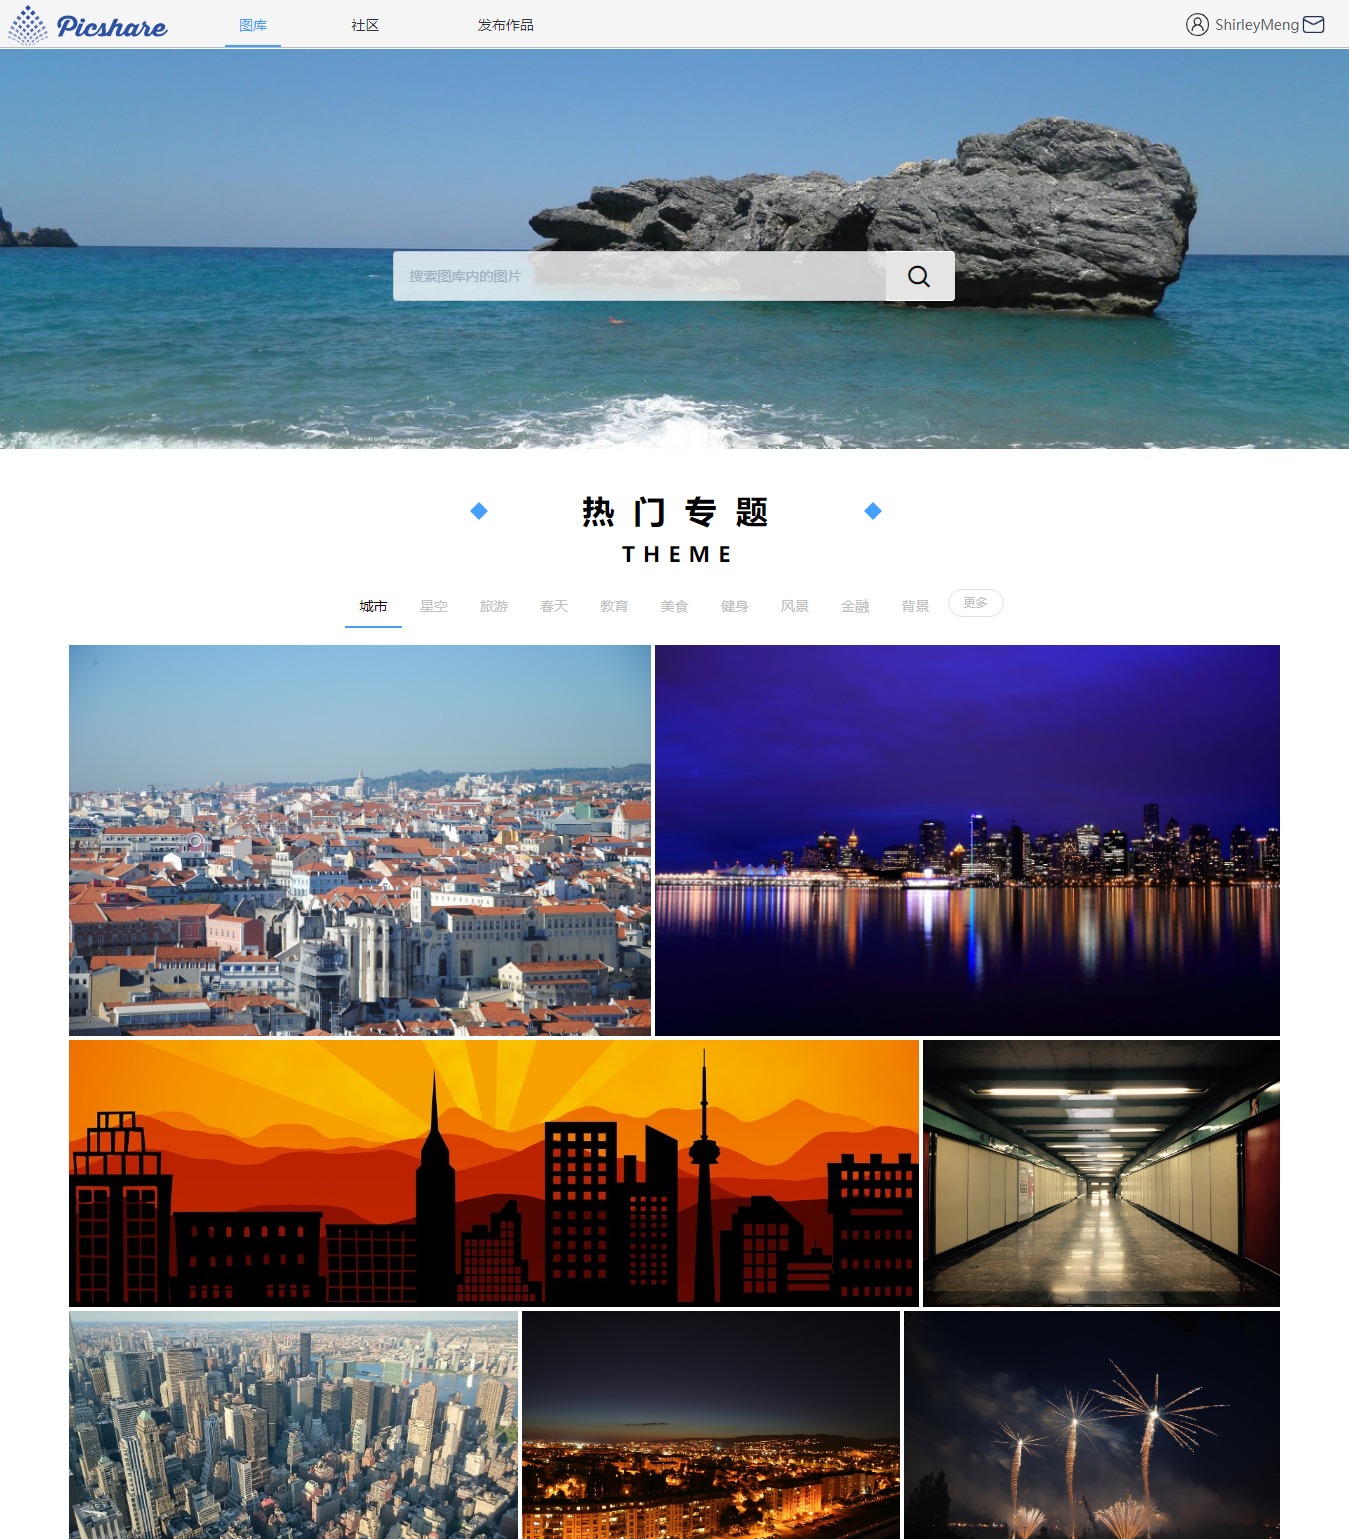 Picshare
图库
社区
发布作品
ShirleyMeng
搜索图库内的图片
热门专题
THEME
城市
星空
旅游
春天
教育
美食
健身
风景
金融
背景
更多